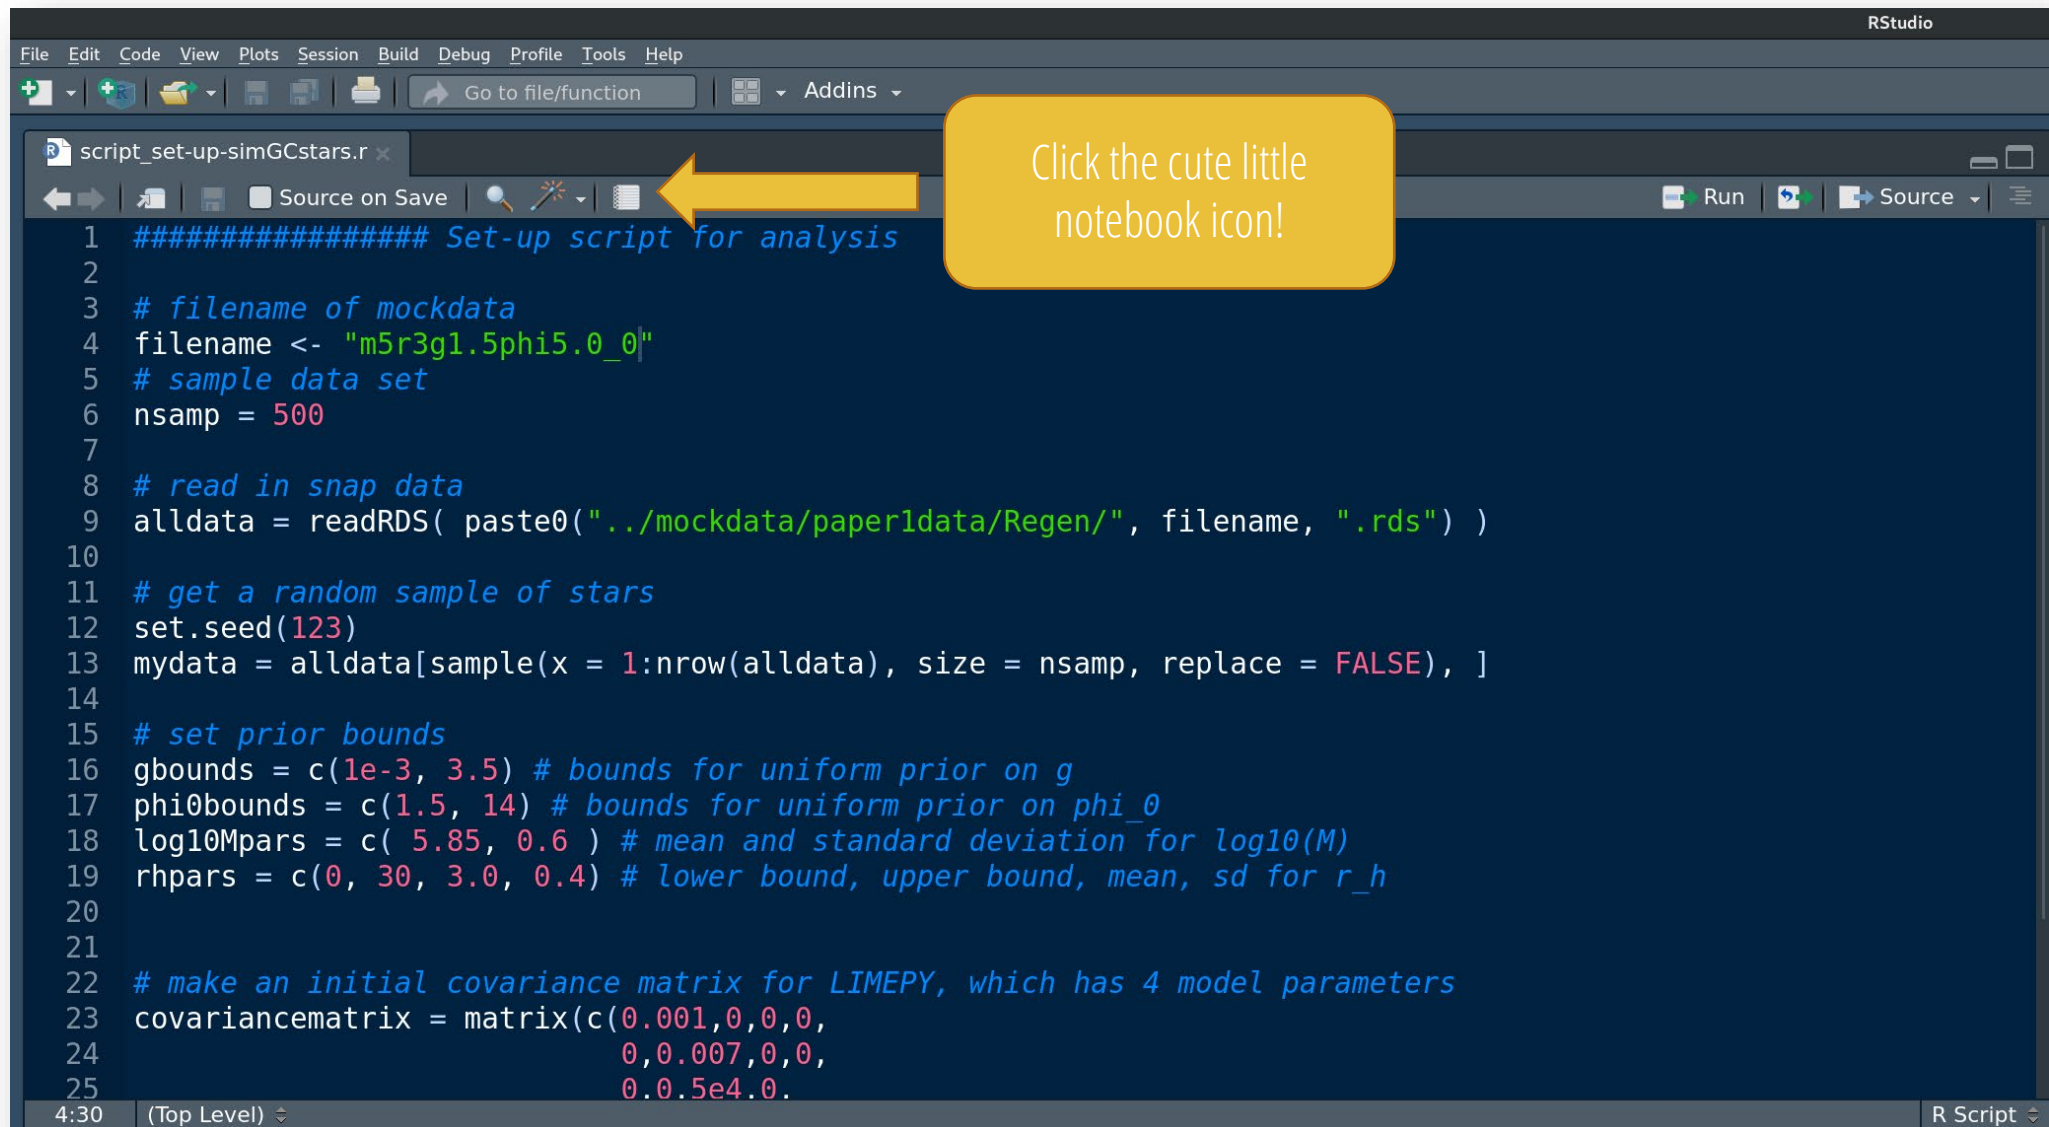 RStudio
File Edit Code View Plots Session Build Debug Profile Tools Help
Go to file/function Addins
script_set-up-simGCstars.r
Click the cute little
notebook icon!
Source on Save Run Source
1 ################# Set-up script for analysis
2
3 # filename of mockdata
4 filename <- "m5r3g1.5phi5.0_0"
5 # sample data set
6 nsamp = 500
7
8 # read in snap data
9 alldata = readRDS( paste0("../mockdata/paper1data/Regen/", filename, ".rds") )
10
11 # get a random sample of stars
12 set.seed(123)
13 mydata = alldata[sample(x = 1:nrow(alldata), size = nsamp, replace = FALSE), ]
14
15 # set prior bounds
16 gbounds = c(1e-3, 3.5) # bounds for uniform prior on g
17 phi0bounds = c(1.5, 14) # bounds for uniform prior on phi_0
18 log10Mpars = c( 5.85, 0.6 ) # mean and standard deviation for log10(M)
19 rhpars = c(0, 30, 3.0, 0.4) # lower bound, upper bound, mean, sd for r_h
20
21
22 # make an initial covariance matrix for LIMEPY, which has 4 model parameters
23 covariancematrix = matrix(c(0.001,0,0,0,
24 0,0.007,0,0,
25 0,0,5e4,0,
4:30 (Top Level) R Script